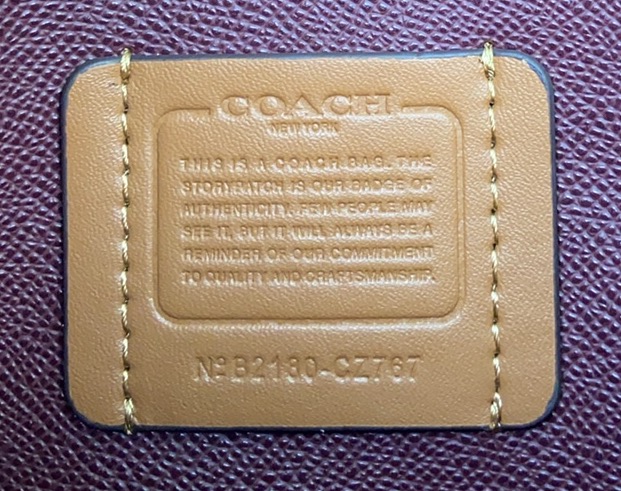 COACH
NEW YORK
THIS IS A COACH BAG. THE
STORYPATCH IS OUR BADGE OF
AUTHENTICITY. FEW PEOPLE MAY
SEE IT, BUT IT WILL ALWAYS BE A
REMINDER OF OUR COMMITMENT
TO QUALITY AND CRAFTSMANSHIP.
Nº B2130-CZ767